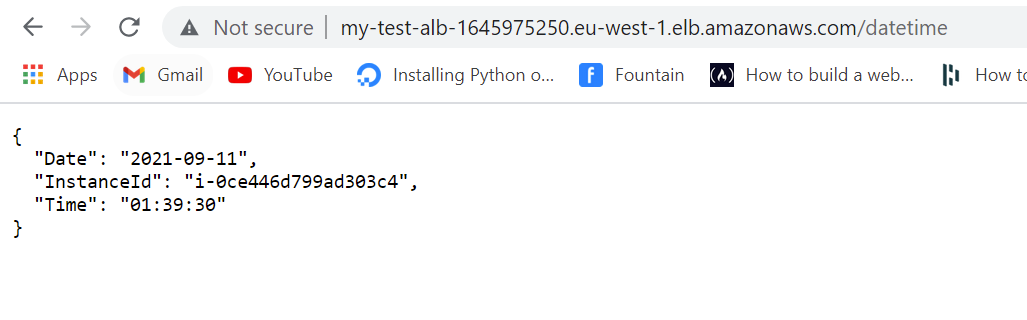 Not secure | my-test-alb-1645975250.eu-west-1.elb.amazonaws.com/datetime
Apps Gmail YouTube Installing Python o... Fountain (A) How to build a web... How to
{
"Date": "2021-09-11",
"InstanceId": "i-0ce446d799ad303c4",
"Time": "01:39:30"
}